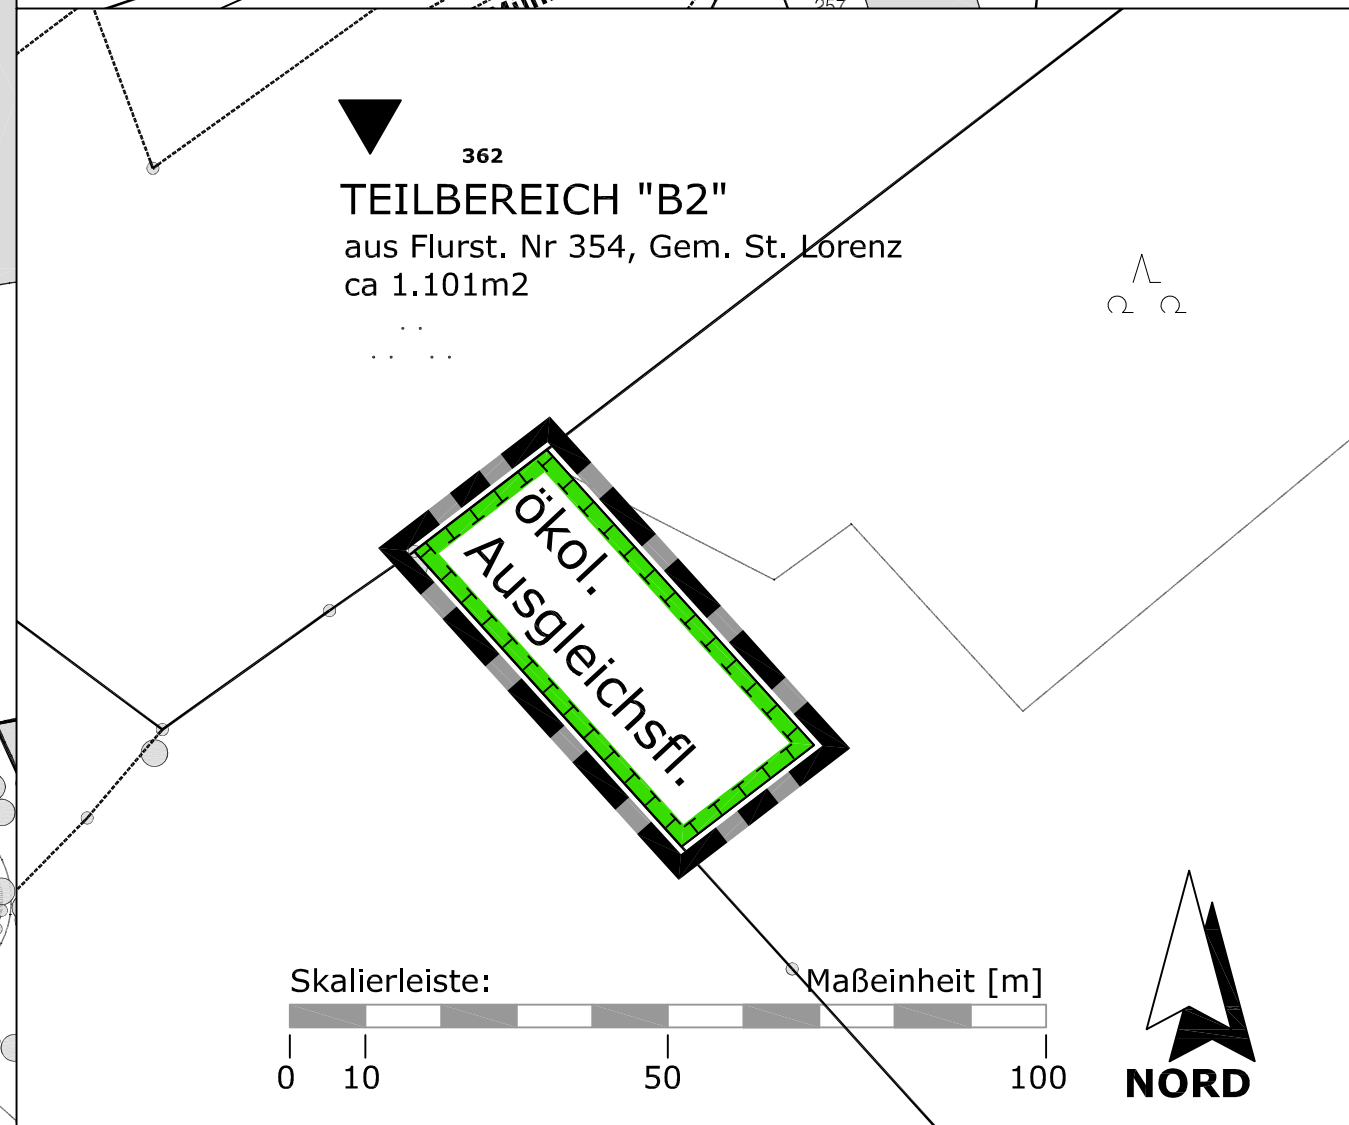 257
362
TEILBEREICH "B2"
aus Flurst. Nr 354, Gem. St. Lorenz
ca 1.101m2
ökol.
Ausgleichsfl.
Skalierleiste:
Maßeinheit [m]
0 10 50 100
NORD